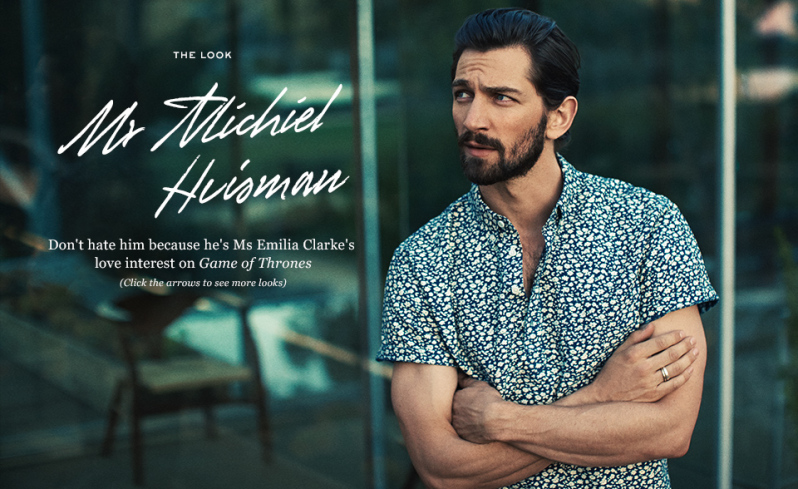 THE LOOK
Mr Michiel
Huisman
Don't hate him because he's Ms Emilia Clarke's
love interest on Game of Thrones
(Click the arrows to see more looks)